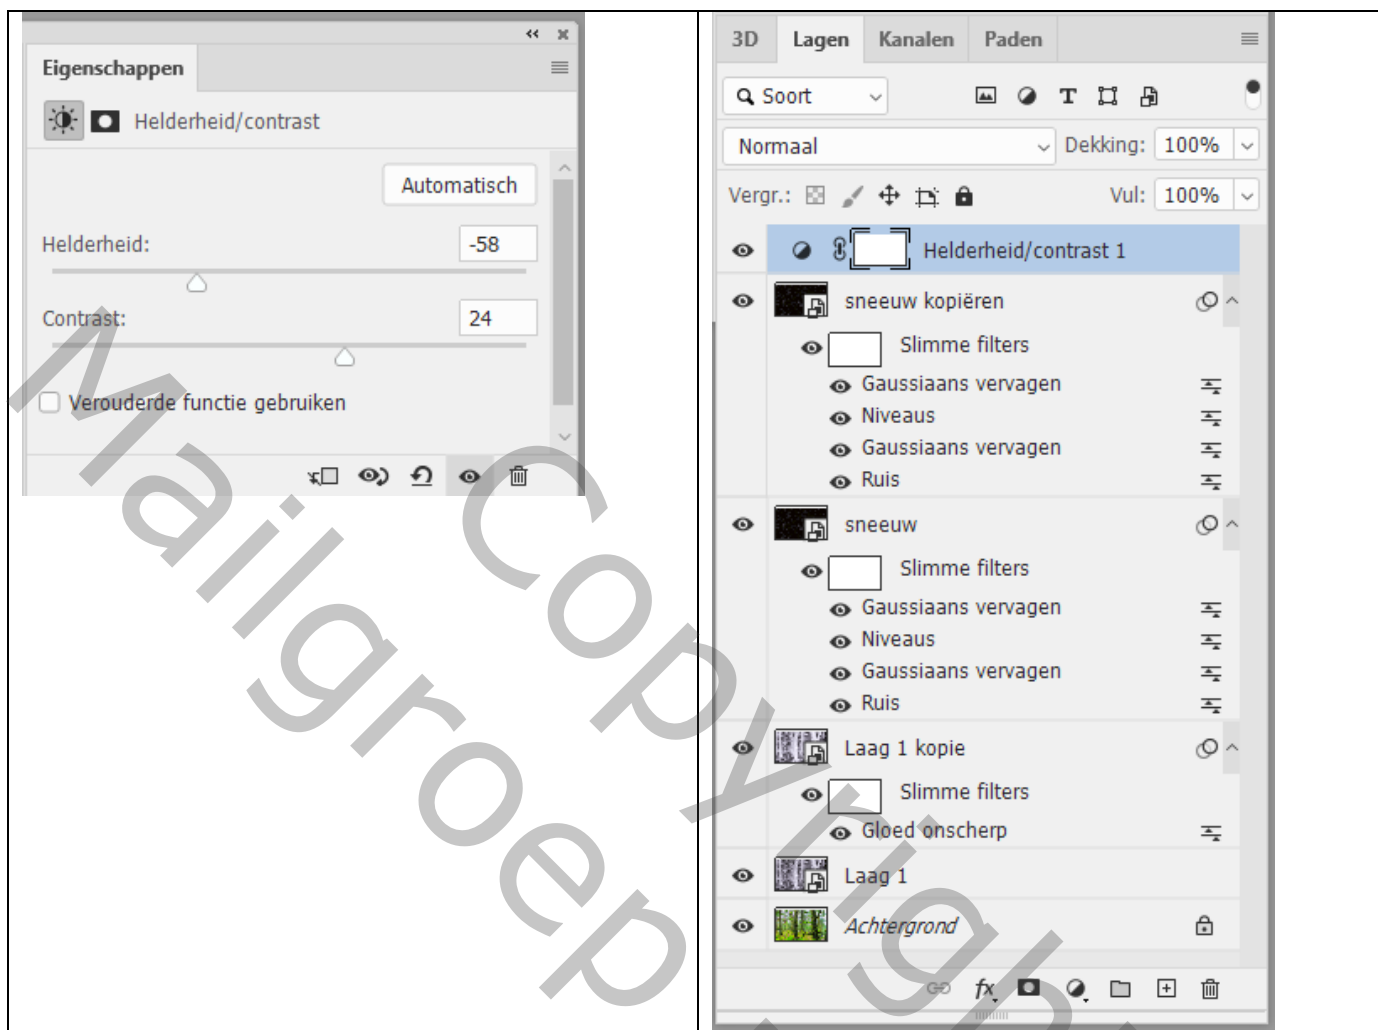 Eigenschappen
Helderheid/contrast
Automatisch
Helderheid: -58
Contrast: 24
Verouderde functie gebruiken
3D Lagen Kanalen Paden
Soort
Normaal Dekking: 100%
Vergr.: Vul: 100%
Helderheid/contrast 1
sneeuw kopiëren
Slimme filters
Gaussiaans vervagen
Niveaus
Gaussiaans vervagen
Ruis
sneeuw
Slimme filters
Gaussiaans vervagen
Niveaus
Gaussiaans vervagen
Ruis
Laag 1 kopie
Slimme filters
Gloed onscherp
Laag 1
Achtergrond
fx
Mailgroep
Copyright